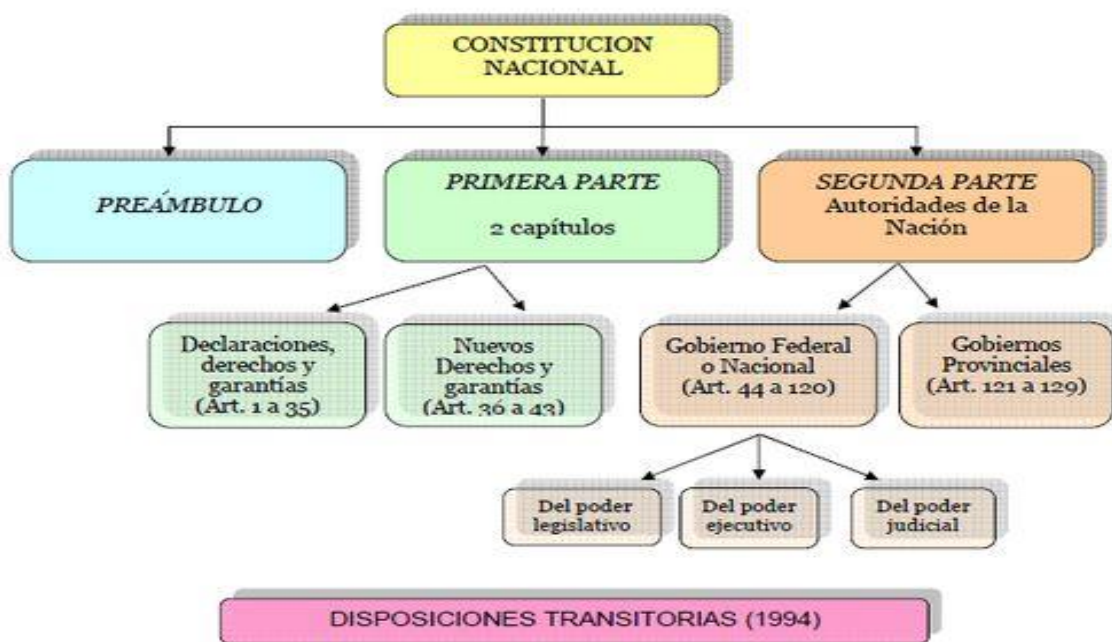 CONSTITUCION
NACIONAL
PREÁMBULO
PRIMERA PARTE
2 capítulos
SEGUNDA PARTE
Autoridades de la
Nación
Declaraciones,
derechos y
garantías
(Art. 1 a 35)
Nuevos
Derechos y
garantías
(Art. 36 a 43)
Gobierno Federal
o Nacional
(Art. 44 a 120)
Gobiernos
Provinciales
(Art. 121 a 129)
Del poder
legislativo
Del poder
ejecutivo
Del poder
judicial
DISPOSICIONES TRANSITORIAS (1994)